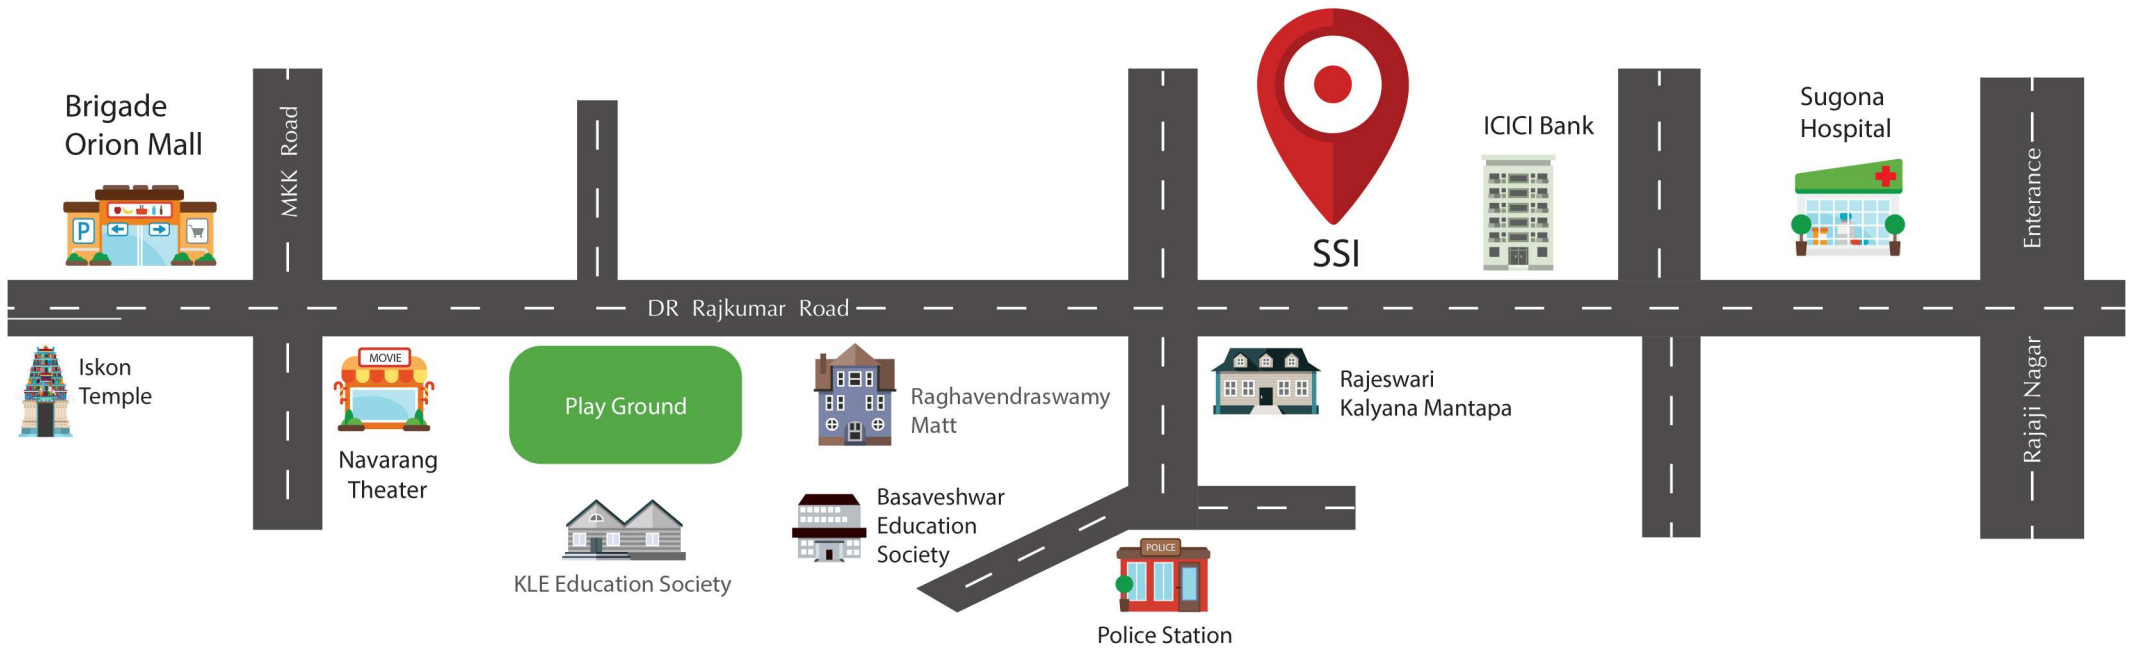 Brigade
Orion Mall
P
MKK Road
SSI
ICICI Bank
Sugona
Hospital
Enterance
DR Rajkumar Road
Iskon
Temple
MOVIE
Navarang
Theater
Play Ground
KLE Education Society
Raghavendraswamy
Matt
Basaveshwar
Education
Society
POLICE
Police Station
Rajeswari
Kalyana Mantapa
Rajaji Nagar